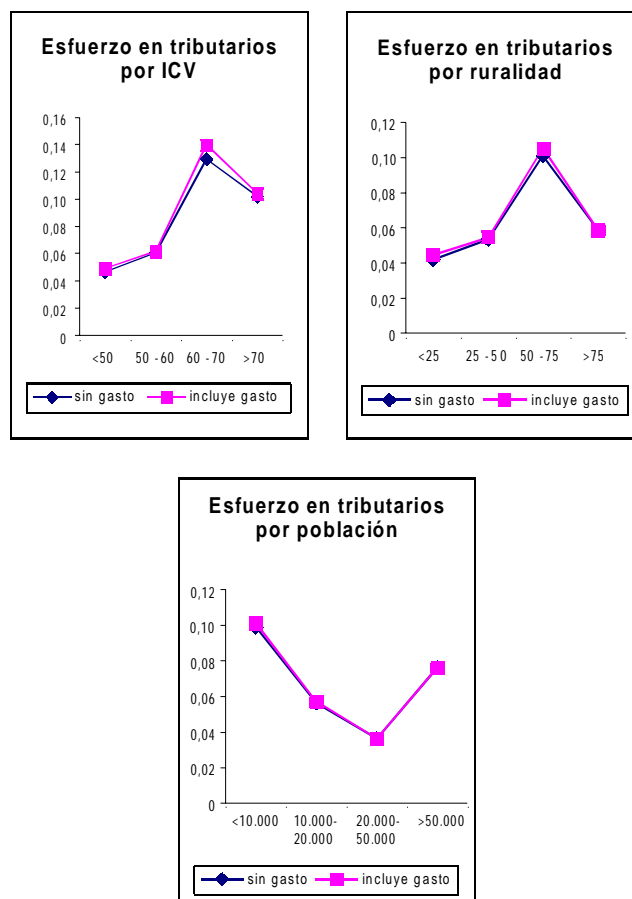 Esfuerzo en tributarios
por ICV
0,16
0,14
0,12
0,10
0,08
0,06
0,04
0,02
0
<50 50 -60 60 -70 >70
sin gasto incluye gasto
Esfuerzo en tributarios
por ruralidad
0,12
0,10
0,08
0,06
0,04
0,02
0
<25 25 -50 50 -75 >75
sin gasto incluye gasto
Esfuerzo en tributarios
por población
0,12
0,10
0,08
0,06
0,04
0,02
0
<10.000 10.000- 20.000- >50.000
20.000 50.000
sin gasto incluye gasto